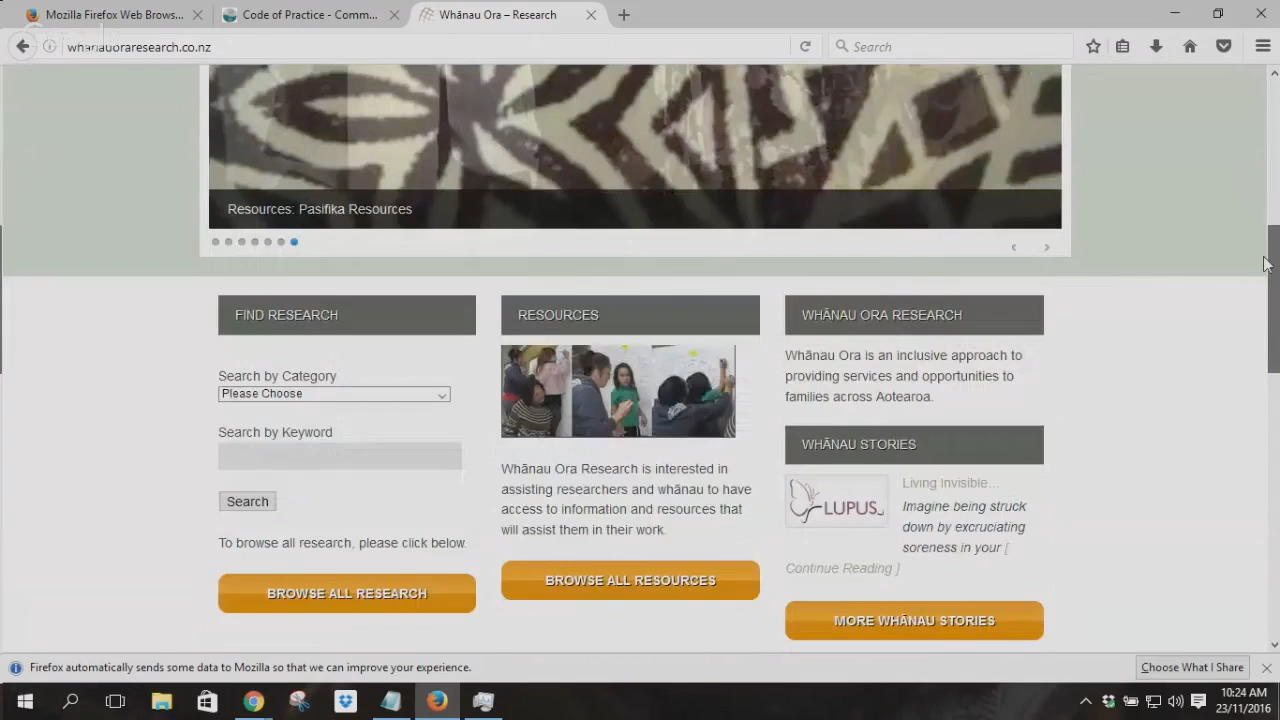 Mozilla Firefox Web Brows...
Code of Practice - Comm...
Whānau Ora – Research
whanauoraresearch.co.nz
Search
Resources: Pasifika Resources
FIND RESEARCH
Search by Category
Please Choose
Search by Keyword
Search
To browse all research, please click below.
BROWSE ALL RESEARCH
RESOURCES
Whānau Ora Research is interested in
assisting researchers and whānau to have
access to information and resources that
will assist them in their work.
BROWSE ALL RESOURCES
WHĀNAU ORA RESEARCH
Whānau Ora is an inclusive approach to
providing services and opportunities to
families across Aotearoa.
WHĀNAU STORIES
LUPUS
Living Invisible...
Imagine being struck
down by excruciating
soreness in your [
Continue Reading ]
MORE WHĀNAU STORIES
Firefox automatically sends some data to Mozilla so that we can improve your experience.
Choose What I Share
10:24 AM
23/11/2016